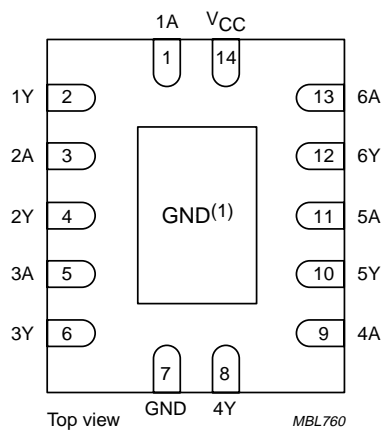 1A VCC
1 14
1Y 2 13 6A
2A 3 12 6Y
2Y 4 GND(1) 11 5A
3A 5 10 5Y
3Y 6 9 4A
7 8
Top view GND 4Y MBL760